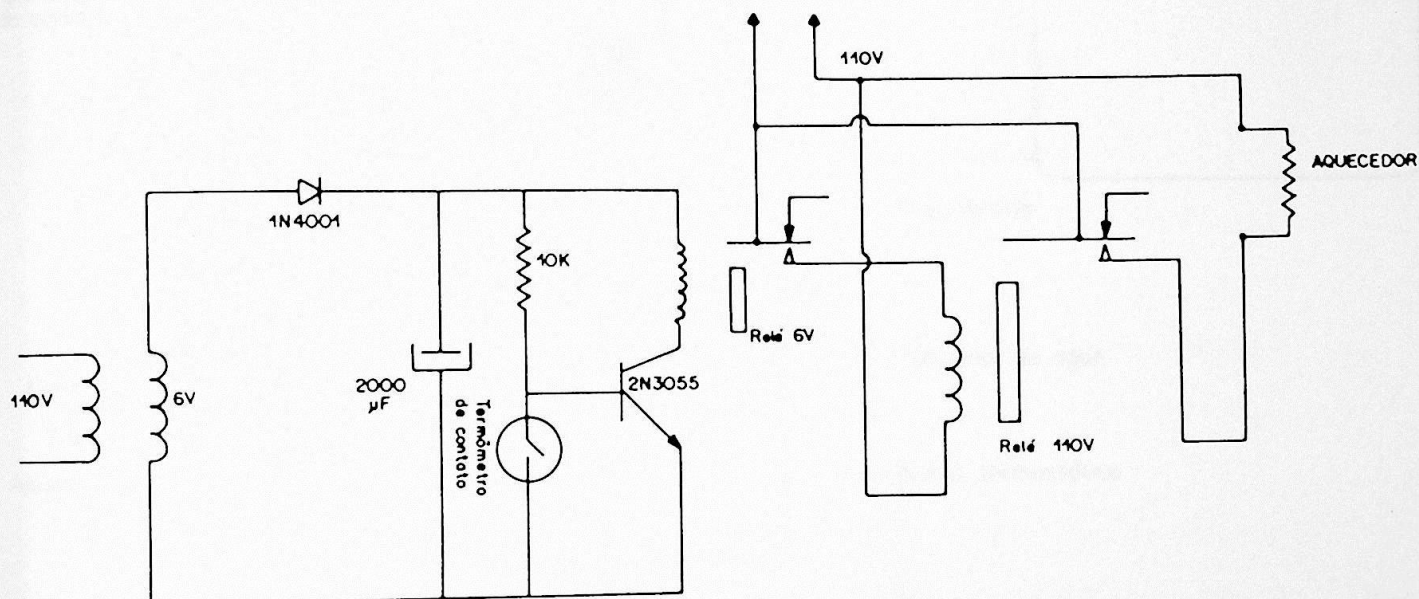 110V
AQUECEDOR
1N4001
10K
Relé 6V
2N3055
110V
6V
2000
µF
Termômetro
de contato
Relé 110V